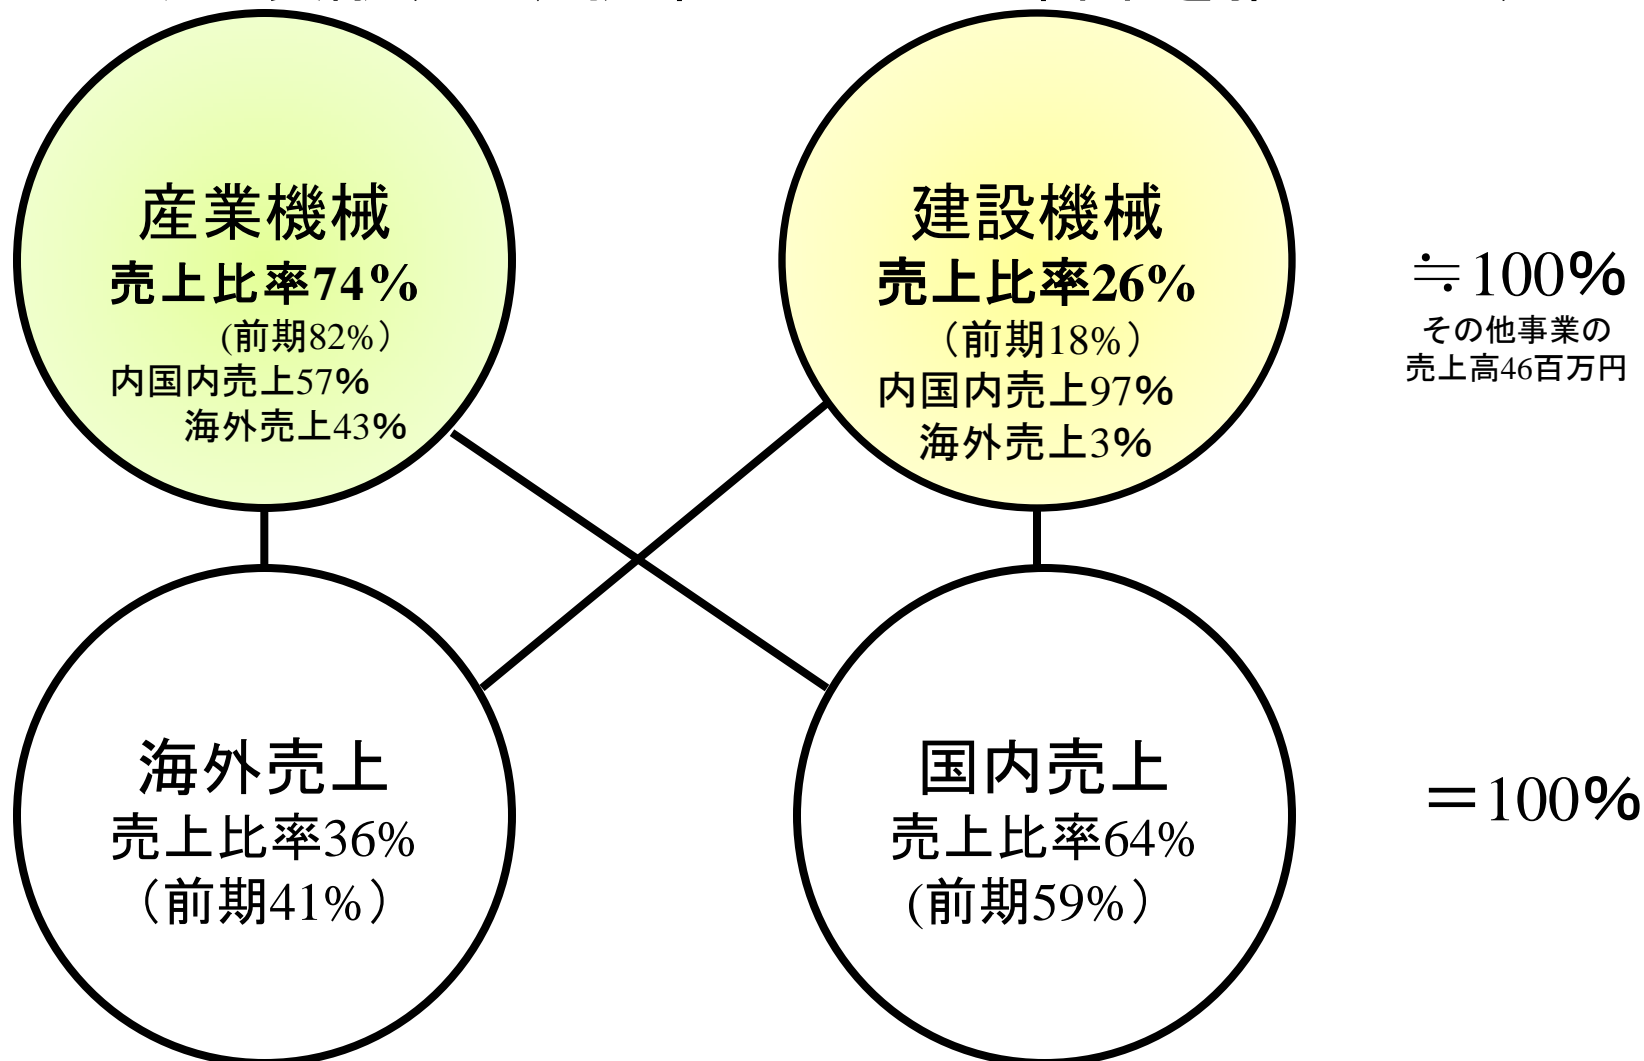 産業機械
売上比率74%
(前期82%）
内国内売上57%
海外売上43%
建設機械
売上比率26%
（前期18%）
内国内売上97%
海外売上3%
≒100%
その他事業の
売上高46百万円
海外売上
売上比率36%
（前期41%）
国内売上
売上比率64%
(前期59%）
＝100%